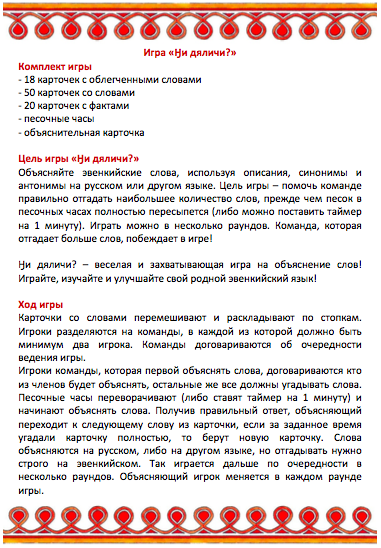 Игра «Ӈи дяличи?»
Комплект игры
- 18 карточек с облегченными словами
- 50 карточек со словами
- 20 карточек с фактами
- песочные часы
- объяснительная карточка
Цель игры «Ӈи дяличи?»
Объясняйте эвенкийские слова, используя описания, синонимы и
антонимы на русском или другом языке. Цель игры – помочь команде
правильно отгадать наибольшее количество слов, прежде чем песок в
песочных часах полностью пересыпется (либо можно поставить таймер
на 1 минуту). Играть можно в несколько раундов. Команда, которая
отгадает больше слов, побеждает в игре!
Ӈи дяличи? – веселая и захватывающая игра на объяснение слов!
Играйте, изучайте и улучшайте свой родной эвенкийский язык!
Ход игры
Карточки со словами перемешивают и раскладывают по стопкам.
Игроки разделяются на команды, в каждой из которой должно быть
минимум два игрока. Команды договариваются об очередности
ведения игры.
Игроки команды, которая первой объяснять слова, договариваются кто
из членов будет объяснять, остальные же все должны угадывать слова.
Песочные часы переворачивают (либо ставят таймер на 1 минуту) и
начинают объяснять слова. Получив правильный ответ, объясняющий
переходит к следующему слову из карточки, если за заданное время
угадали карточку полностью, то берут новую карточку. Слова
объясняются на русском, либо на другом языке, но отгадывать нужно
строго на эвенкийском. Так играется дальше по очередности в
несколько раундов. Объясняющий игрок меняется в каждом раунде
игры.